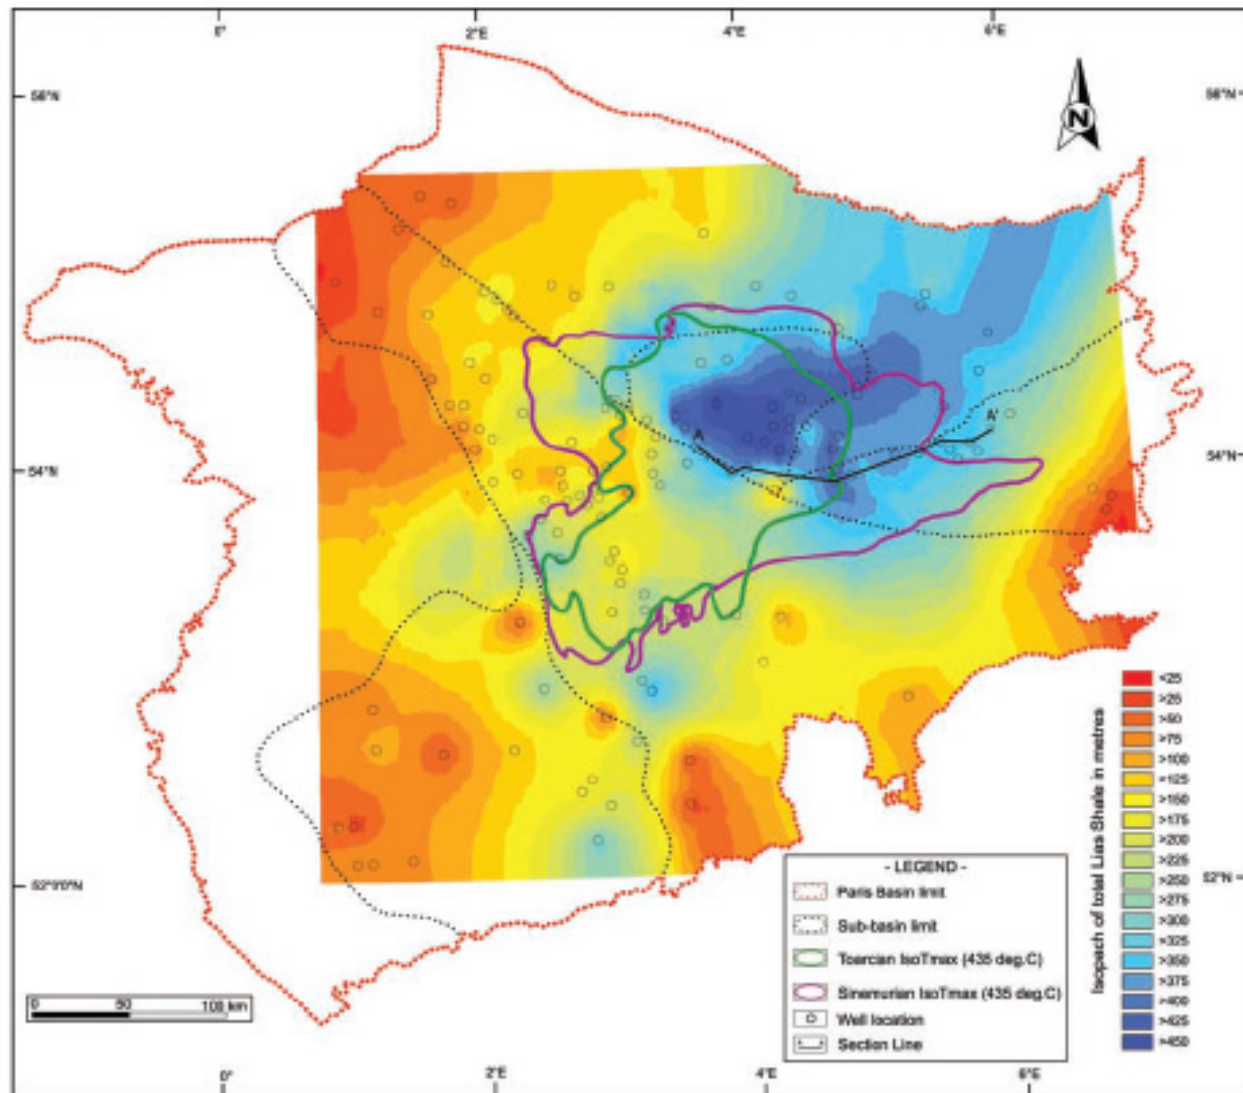 0° 2°E 4°E 6°E
56°N 56°N
N
A A'
54°N 54°N
<25
>25
>50
>75
>100
>125
>150
>175
>200
>225
>250
>275
>300
>325
>350
>375
>400
>425
>450
Isopach of total Lias Shale in metres
- LEGEND -
Paris Basin limit
Sub-basin limit
Toarcian IsoTmax (435 deg.C)
Sinemurian IsoTmax (435 deg.C)
Well location
Section Line
52°N
0 50 100 km
0° 2°E 4°E 6°E